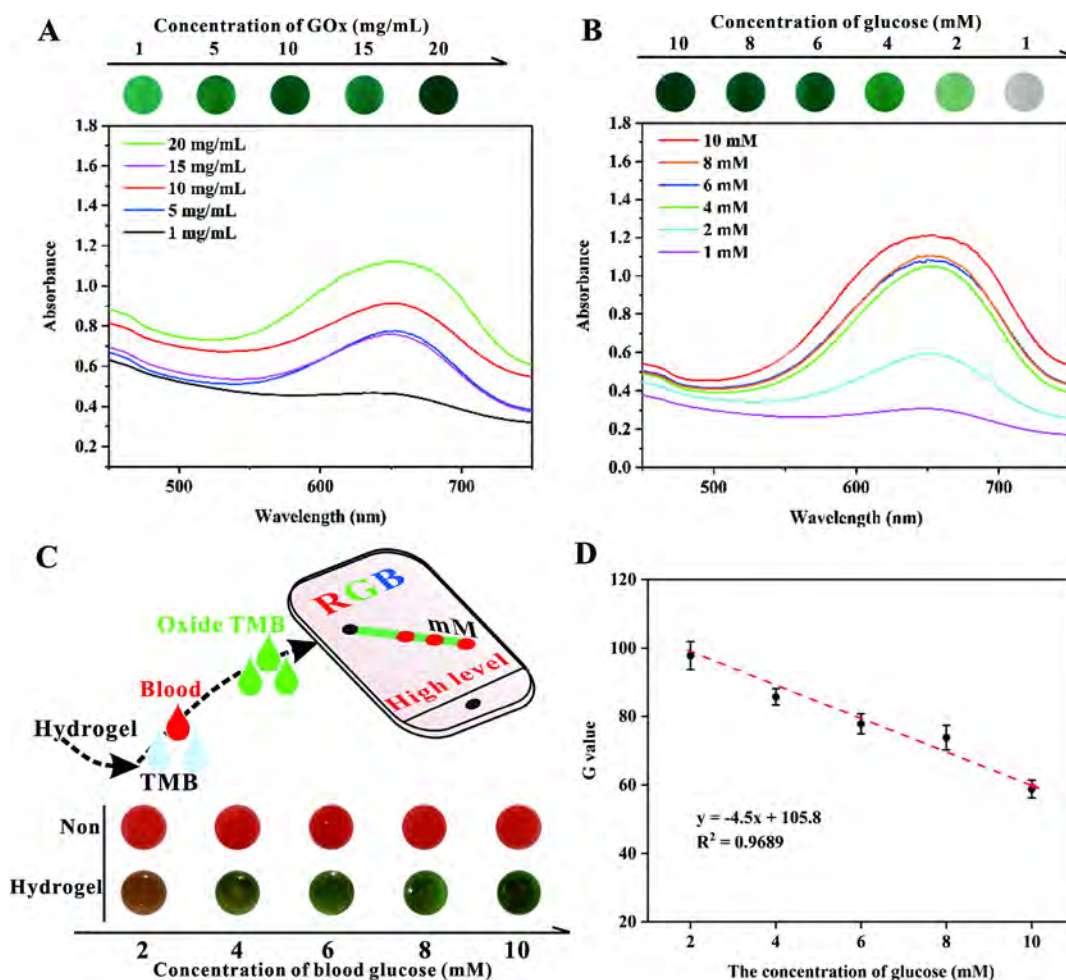 A
Concentration of GOx (mg/mL)
1 5 10 15 20
1.8
1.6
1.4
1.2
1.0
0.8
0.6
0.4
0.2
Absorbance
20 mg/mL
15 mg/mL
10 mg/mL
5 mg/mL
1 mg/mL
500 600 700
Wavelength (nm)
B
Concentration of glucose (mM)
10 8 6 4 2 1
1.8
1.6
1.4
1.2
1.0
0.8
0.6
0.4
0.2
0.0
Absorbance
10 mM
8 mM
6 mM
4 mM
2 mM
1 mM
500 600 700
Wavelength (nm)
C
RGB
mM
High level
Oxide TMB
Blood
Hydrogel
TMB
Non
Hydrogel
2 4 6 8 10
Concentration of blood glucose (mM)
D
120
100
80
60
40
20
G value
y = -4.5x + 105.8
R² = 0.9689
2 4 6 8 10
The concentration of glucose (mM)